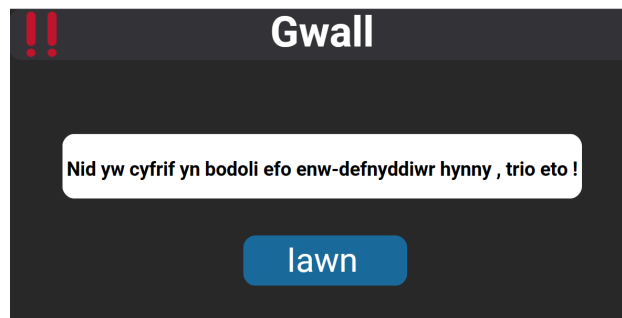 !! Gwall
Nid yw cyfrif yn bodoli efo enw-defnyddiwr hynny , trio eto !
Iawn